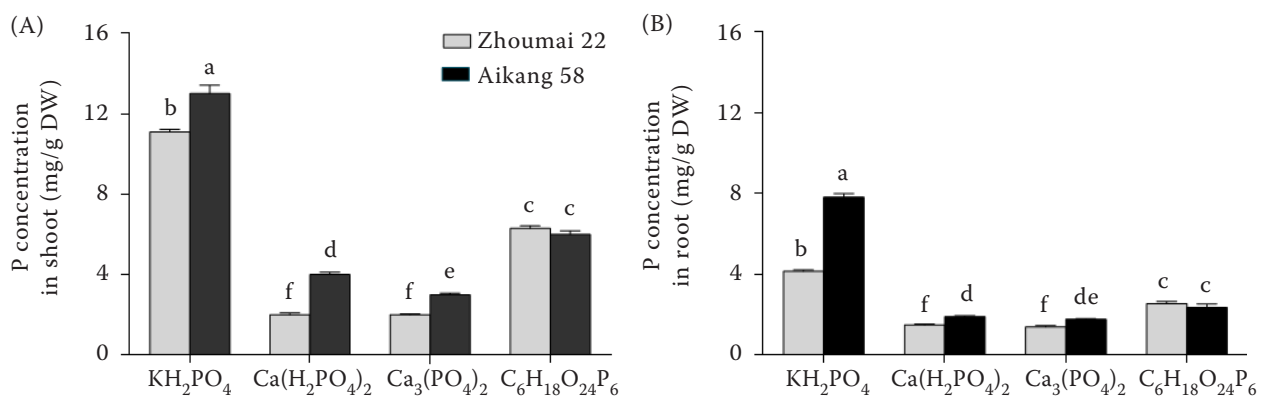 (A)
P concentration
in shoot (mg/g DW)
16
12
8
4
0
Zhoumai 22
Aikang 58
b
a
f
d
f
e
c
c
KH₂PO₄
Ca(H₂PO₄)₂
Ca₃(PO₄)₂
C₆H₁₈O₂₄P₆
(B)
P concentration
in root (mg/g DW)
16
12
8
4
0
b
a
f
d
f
de
c
c
KH₂PO₄
Ca(H₂PO₄)₂
Ca₃(PO₄)₂
C₆H₁₈O₂₄P₆